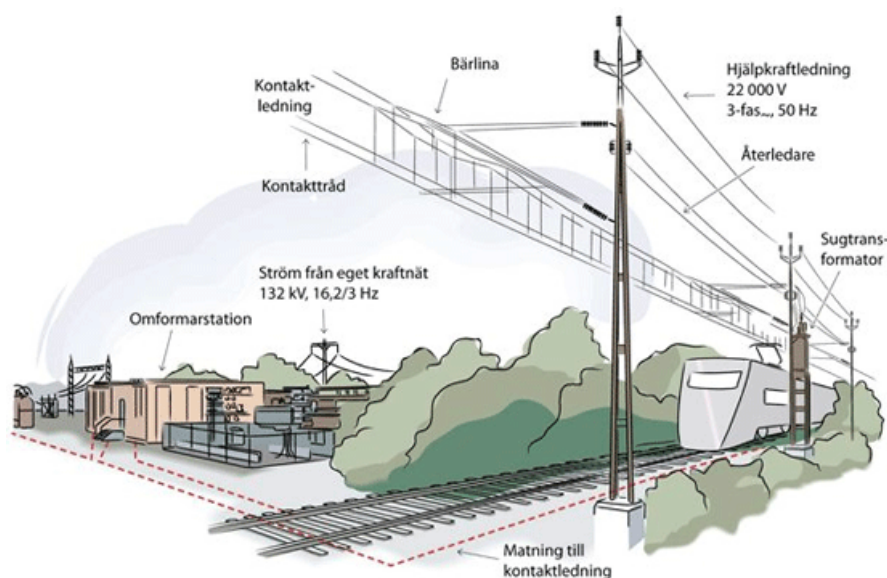 Bärlina
Kontakt-
ledning
Kontakttråd
Hjälpkraftledning
22 000 V
3-fas~, 50 Hz
Återledare
Sugtrans-
formator
Ström från eget kraftnät
132 kV, 16,2/3 Hz
Omformarstation
Matning till
kontaktledning